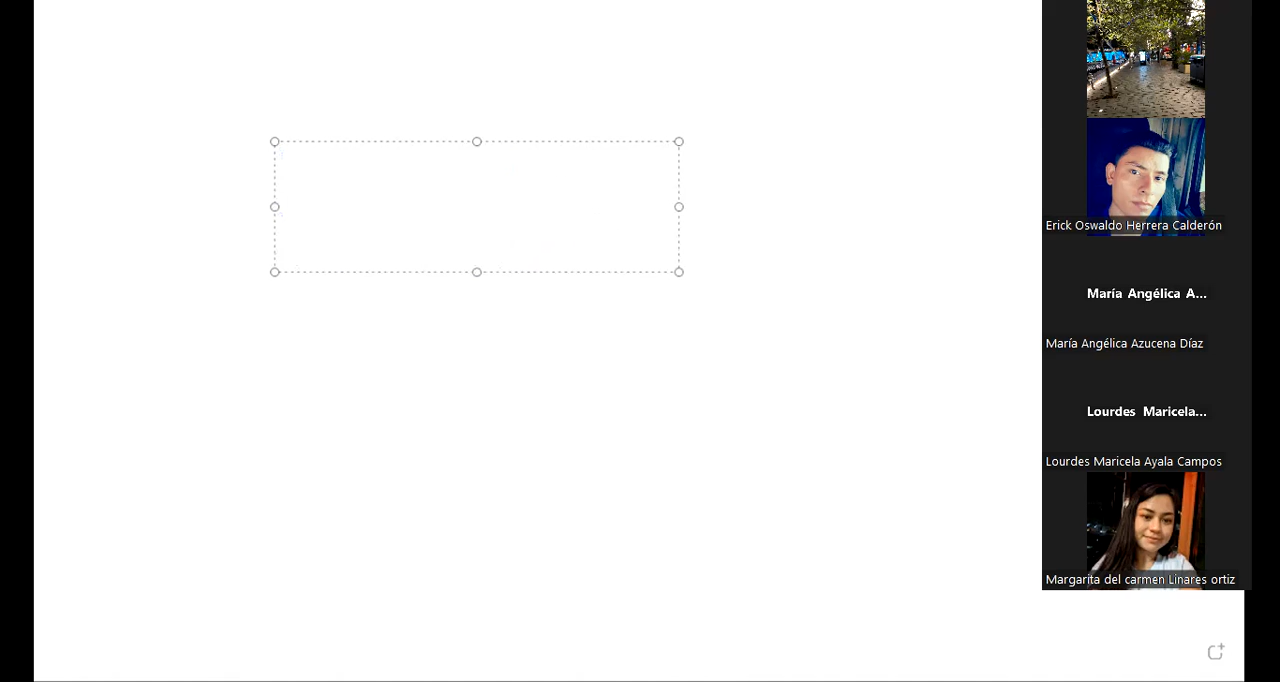 Erick Oswaldo Herrera Calderón
María Angélica A...
María Angélica Azucena Díaz
Lourdes Maricela...
Lourdes Maricela Ayala Campos
Margarita del carmen Linares ortiz